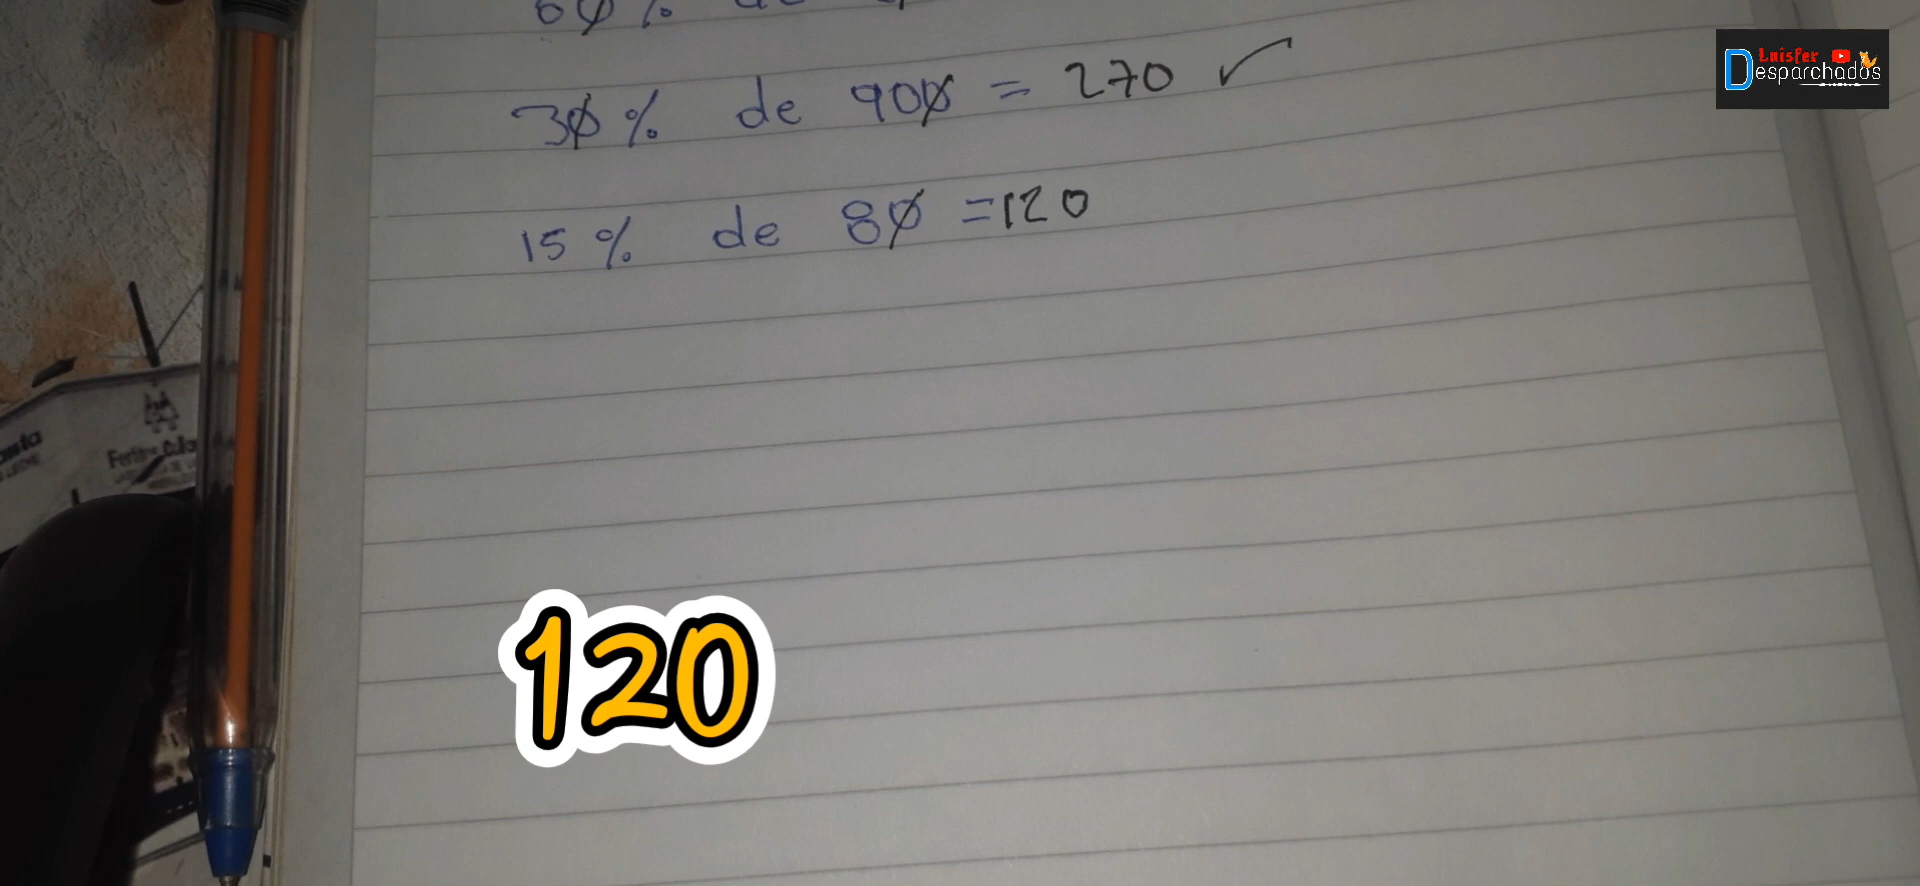 Luisfer
Desparchados
30% de 900 = 270 ✓
15% de 80 =120
120